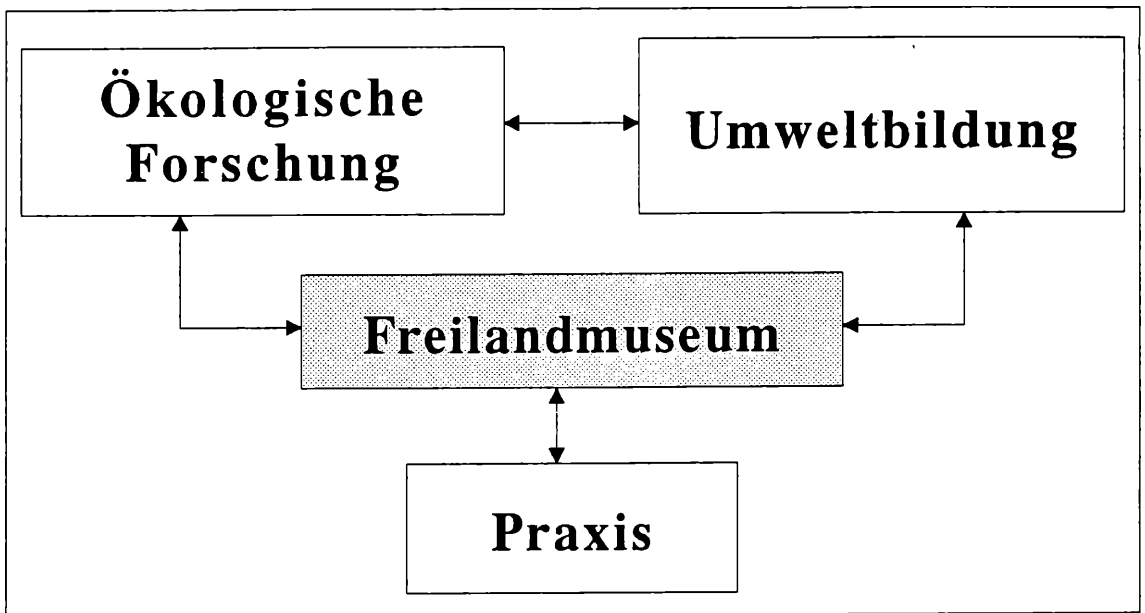 Ökologische
Forschung
Umweltbildung
Freilandmuseum
Praxis